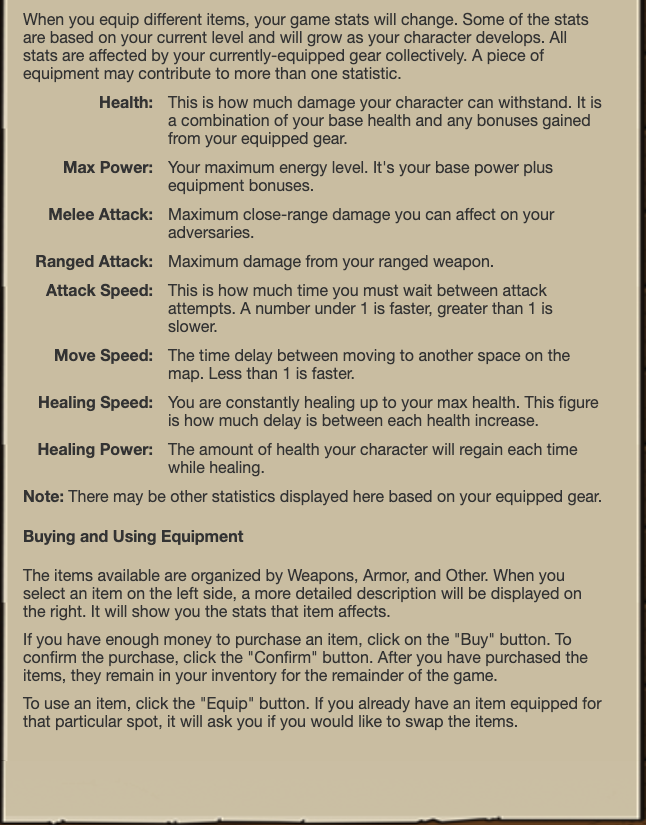 When you equip different items, your game stats will change. Some of the stats
are based on your current level and will grow as your character develops. All
stats are affected by your currently-equipped gear collectively. A piece of
equipment may contribute to more than one statistic.
Health: This is how much damage your character can withstand. It is
a combination of your base health and any bonuses gained
from your equipped gear.
Max Power: Your maximum energy level. It's your base power plus
equipment bonuses.
Melee Attack: Maximum close-range damage you can affect on your
adversaries.
Ranged Attack: Maximum damage from your ranged weapon.
Attack Speed: This is how much time you must wait between attack
attempts. A number under 1 is faster, greater than 1 is
slower.
Move Speed: The time delay between moving to another space on the
map. Less than 1 is faster.
Healing Speed: You are constantly healing up to your max health. This figure
is how much delay is between each health increase.
Healing Power: The amount of health your character will regain each time
while healing.
Note: There may be other statistics displayed here based on your equipped gear.
Buying and Using Equipment
The items available are organized by Weapons, Armor, and Other. When you
select an item on the left side, a more detailed description will be displayed on
the right. It will show you the stats that item affects.
If you have enough money to purchase an item, click on the "Buy" button. To
confirm the purchase, click the "Confirm" button. After you have purchased the
items, they remain in your inventory for the remainder of the game.
To use an item, click the "Equip" button. If you already have an item equipped for
that particular spot, it will ask you if you would like to swap the items.